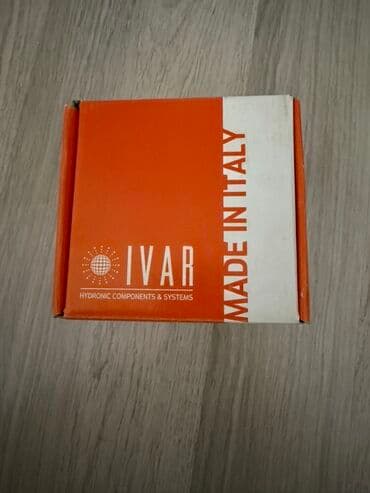 IVAR
HYDRONIC COMPONENTS & SYSTEMS
MADE IN ITALY